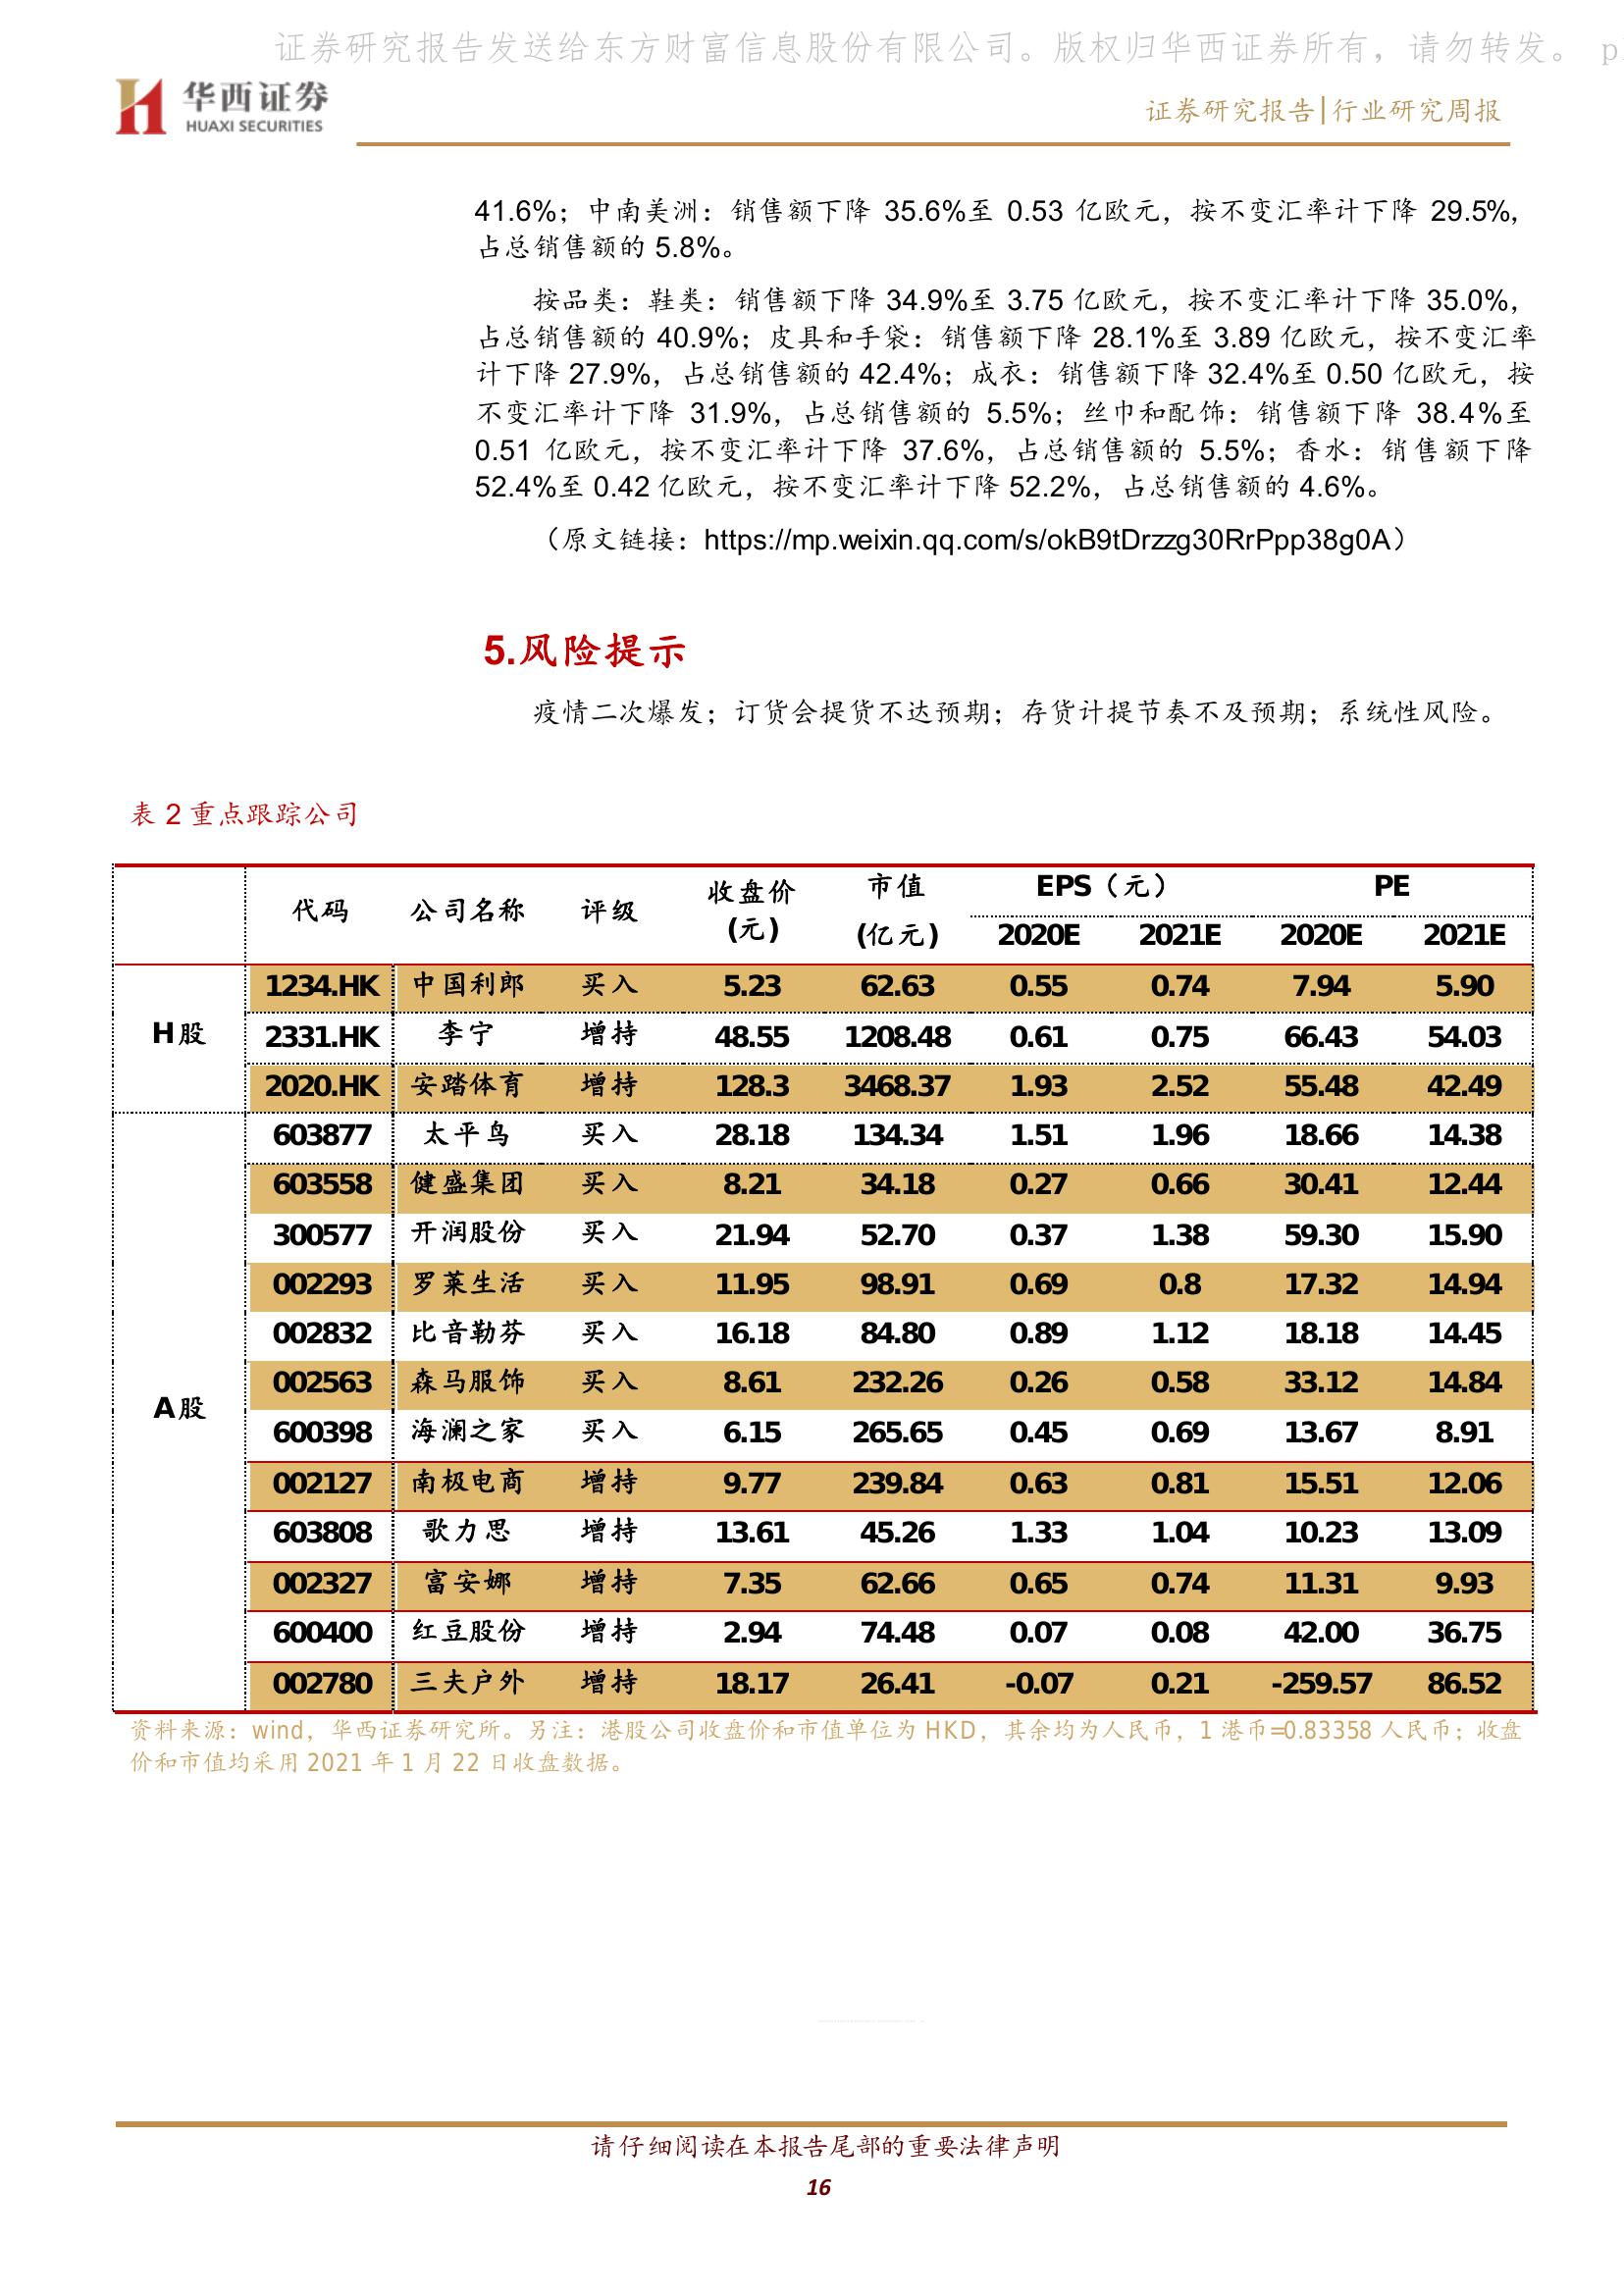 证券研究报告发送给东方财富信息股份有限公司。版权归华西证券所有，请勿转发。 p
华西证券
HUAXI SECURITIES
证券研究报告|行业研究周报
41.6%；中南美洲：销售额下降 35.6%至 0.53 亿欧元，按不变汇率计下降 29.5%，
占总销售额的 5.8%。
按品类：鞋类：销售额下降 34.9%至 3.75 亿欧元，按不变汇率计下降 35.0%，
占总销售额的 40.9%；皮具和手袋：销售额下降 28.1%至 3.89 亿欧元，按不变汇率
计下降 27.9%，占总销售额的 42.4%；成衣：销售额下降 32.4%至 0.50 亿欧元，按
不变汇率计下降 31.9%，占总销售额的 5.5%；丝巾和配饰：销售额下降 38.4%至
0.51 亿欧元，按不变汇率计下降 37.6%，占总销售额的 5.5%；香水：销售额下降
52.4%至 0.42 亿欧元，按不变汇率计下降 52.2%，占总销售额的 4.6%。
（原文链接：https://mp.weixin.qq.com/s/okB9tDrzzg30RrPpp38g0A）
5.风险提示
疫情二次爆发；订货会提货不达预期；存货计提节奏不及预期；系统性风险。
表 2 重点跟踪公司
代码 公司名称 评级 收盘价(元) 市值(亿元) EPS（元） PE
2020E 2021E 2020E 2021E
H股
1234.HK 中国利郎 买入 5.23 62.63 0.55 0.74 7.94 5.90
2331.HK 李宁 增持 48.55 1208.48 0.61 0.75 66.43 54.03
2020.HK 安踏体育 增持 128.3 3468.37 1.93 2.52 55.48 42.49
A股
603877 太平鸟 买入 28.18 134.34 1.51 1.96 18.66 14.38
603558 健盛集团 买入 8.21 34.18 0.27 0.66 30.41 12.44
300577 开润股份 买入 21.94 52.70 0.37 1.38 59.30 15.90
002293 罗莱生活 买入 11.95 98.91 0.69 0.8 17.32 14.94
002832 比音勒芬 买入 16.18 84.80 0.89 1.12 18.18 14.45
002563 森马服饰 买入 8.61 232.26 0.26 0.58 33.12 14.84
600398 海澜之家 买入 6.15 265.65 0.45 0.69 13.67 8.91
002127 南极电商 增持 9.77 239.84 0.63 0.81 15.51 12.06
603808 歌力思 增持 13.61 45.26 1.33 1.04 10.23 13.09
002327 富安娜 增持 7.35 62.66 0.65 0.74 11.31 9.93
600400 红豆股份 增持 2.94 74.48 0.07 0.08 42.00 36.75
002780 三夫户外 增持 18.17 26.41 -0.07 0.21 -259.57 86.52
资料来源：wind，华西证券研究所。另注：港股公司收盘价和市值单位为 HKD，其余均为人民币，1 港币=0.83358 人民币；收盘
价和市值均采用 2021 年 1 月 22 日收盘数据。
请仔细阅读在本报告尾部的重要法律声明
16